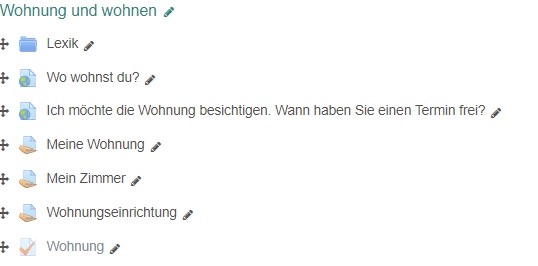 Wohnung und wohnen
Lexik
Wo wohnst du?
Ich möchte die Wohnung besichtigen. Wann haben Sie einen Termin frei?
Meine Wohnung
Mein Zimmer
Wohnungseinrichtung
Wohnung